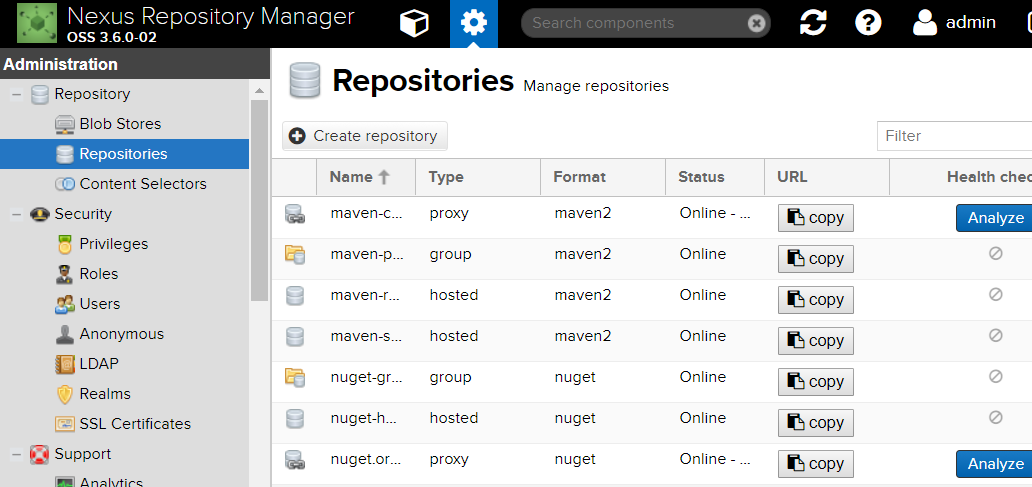 Nexus Repository Manager
OSS 3.6.0-02
Search components
admin
Administration
Repository
Blob Stores
Repositories
Content Selectors
Security
Privileges
Roles
Users
Anonymous
LDAP
Realms
SSL Certificates
Support
Analytics
Repositories Manage repositories
Create repository
Filter
Name Type Format Status URL Health chec
maven-c... proxy maven2 Online - ... copy Analyze
maven-p... group maven2 Online copy
maven-r... hosted maven2 Online copy
maven-s... hosted maven2 Online copy
nuget-gr... group nuget Online copy
nuget-h... hosted nuget Online copy
nuget.or... proxy nuget Online - ... copy Analyze